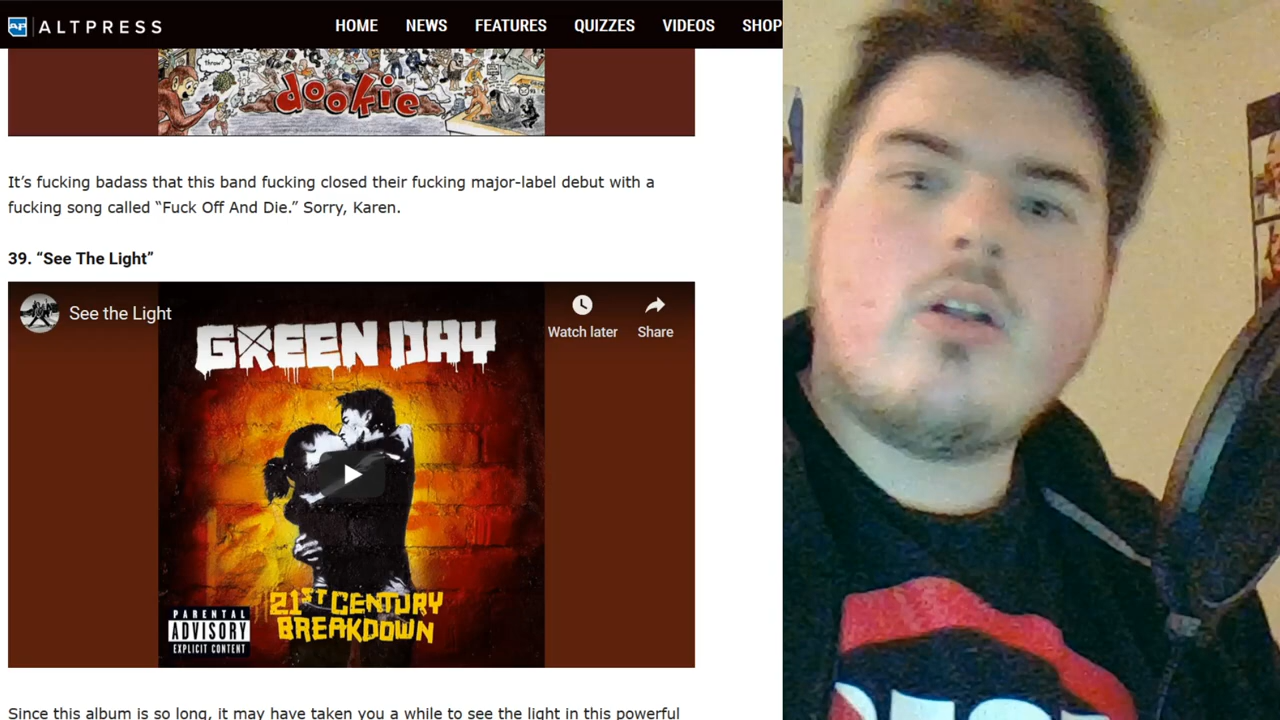 AP ALTPRESS HOME NEWS FEATURES QUIZZES VIDEOS SHOP
throw?
dookie
It’s fucking badass that this band fucking closed their fucking major-label debut with a
fucking song called “Fuck Off And Die.” Sorry, Karen.
39. “See The Light”
See the Light
Watch later
Share
GREEN DAY
21ST CENTURY
BREAKDOWN
PARENTAL
ADVISORY
EXPLICIT CONTENT
Since this album is so long, it may have taken you a while to see the light in this powerful